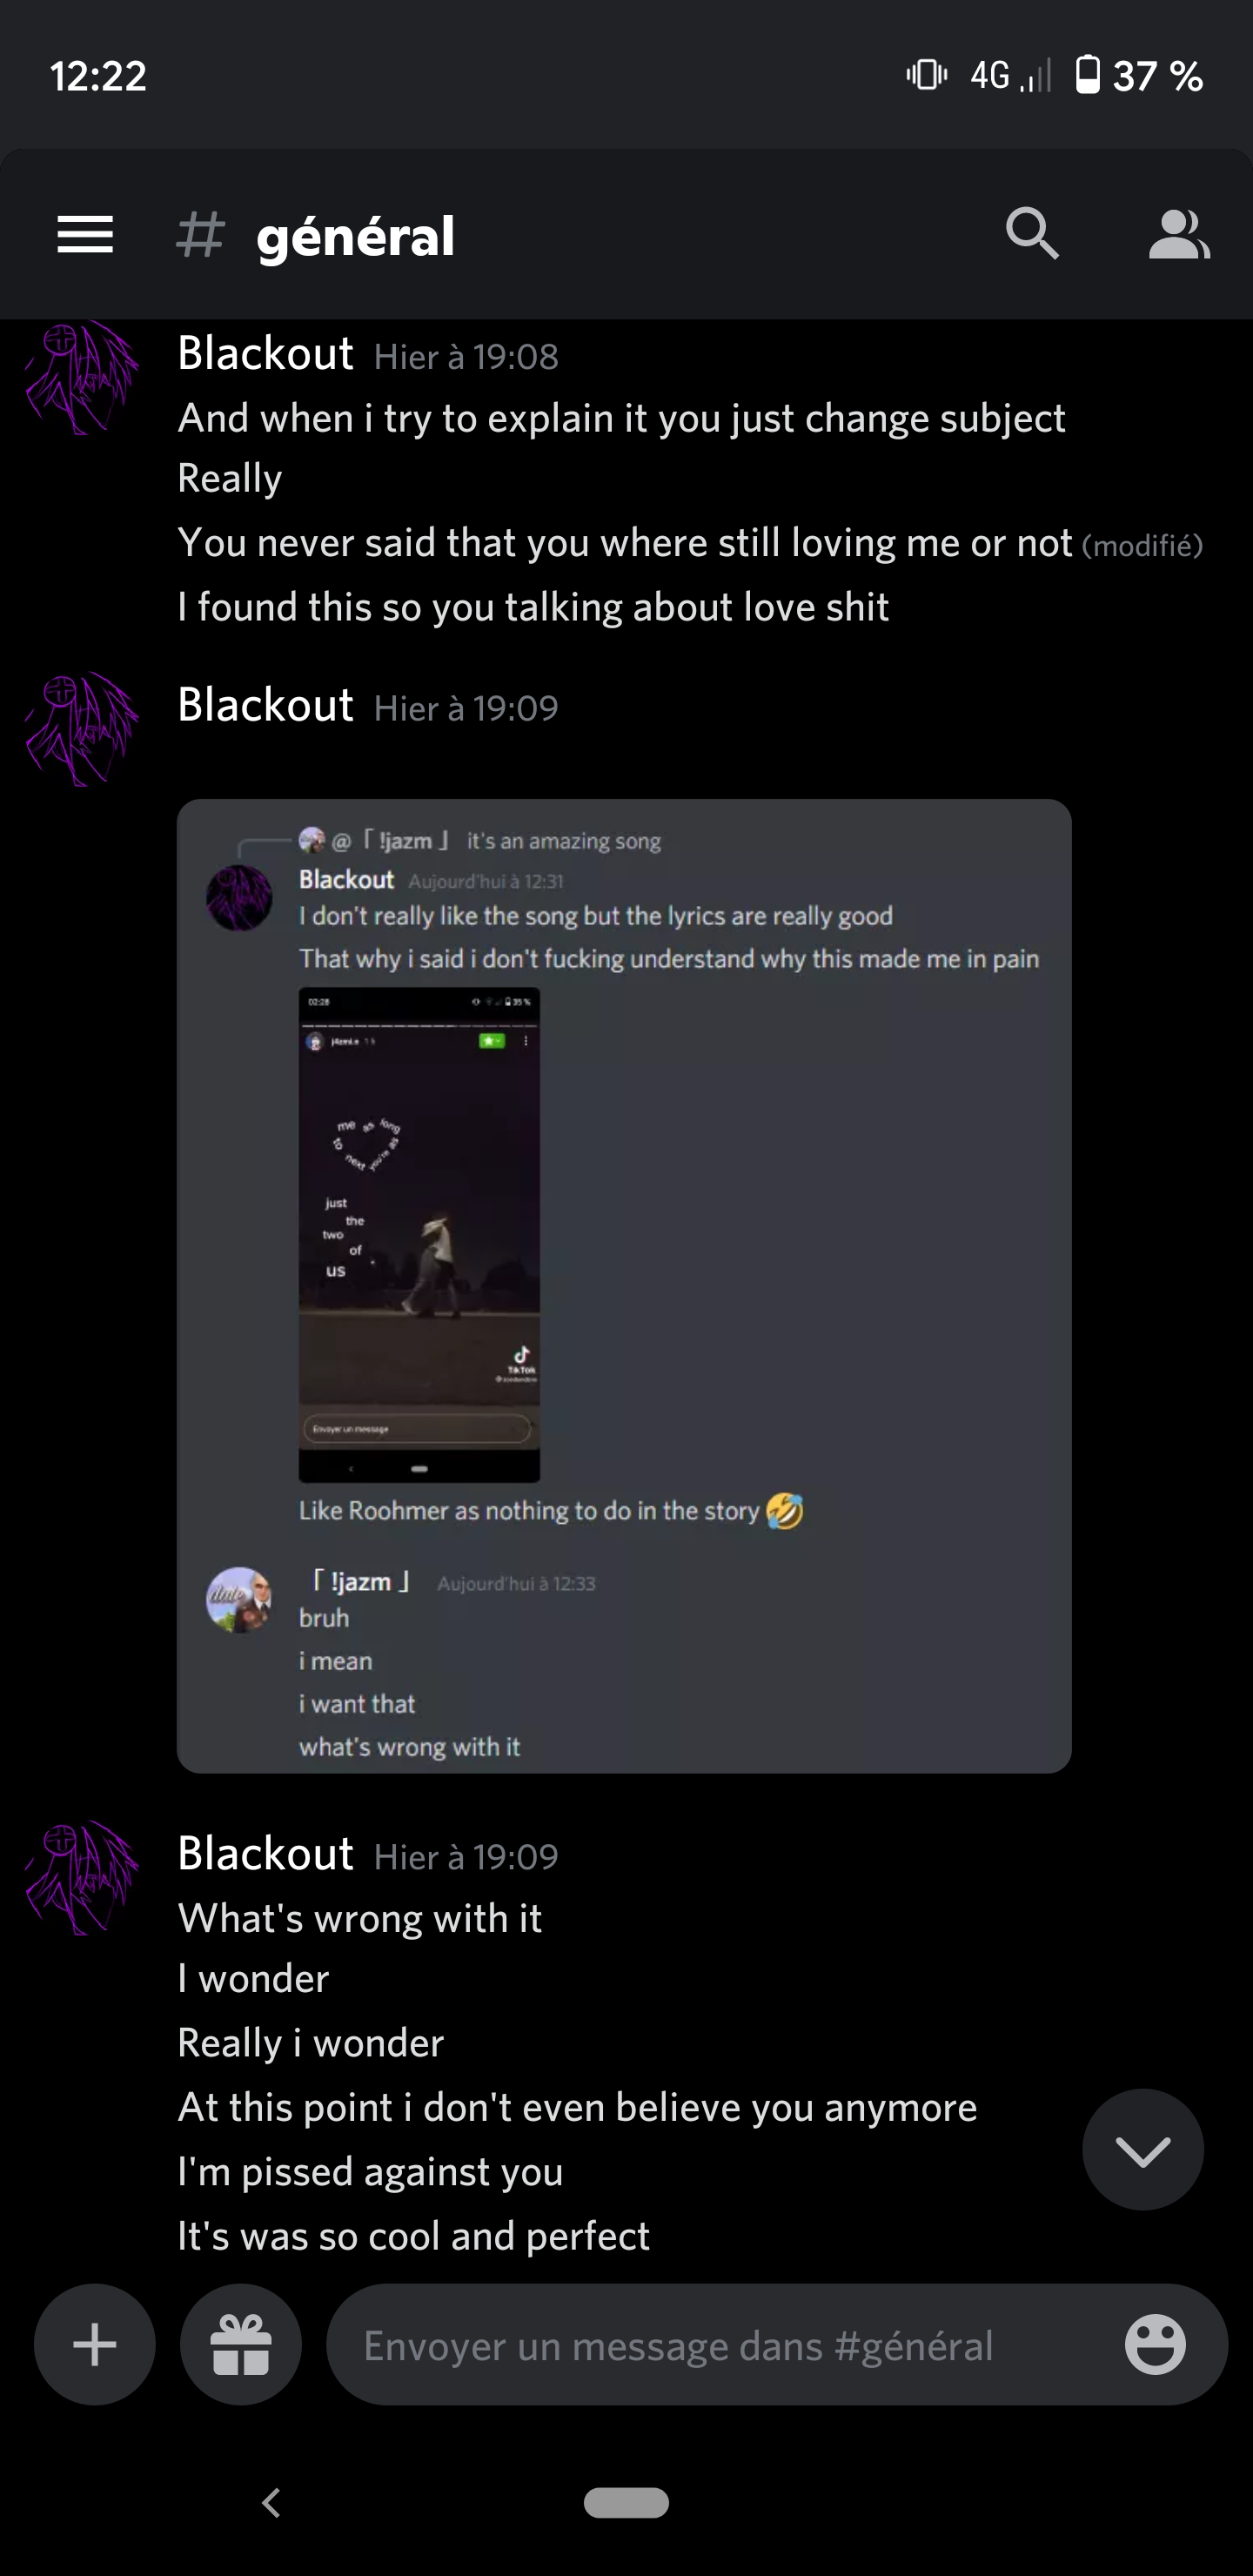 12:22
4G
37 %
# général
Blackout Hier à 19:08
And when i try to explain it you just change subject
Really
You never said that you where still loving me or not (modifié)
I found this so you talking about love shit
Blackout Hier à 19:09
@「 !jazm 」 it's an amazing song
Blackout Aujourd'hui à 12:31
I don't really like the song but the lyrics are really good
That why i said i don't fucking understand why this made me in pain
02:28
35 %
me as long
as you're next
to
just
the
two
of
us
TikTok
Envoyer un message
Like Roohmer as nothing to do in the story 🤣
「 !jazm 」 Aujourd'hui à 12:33
bruh
i mean
i want that
what's wrong with it
Blackout Hier à 19:09
What's wrong with it
I wonder
Really i wonder
At this point i don't even believe you anymore
I'm pissed against you
It's was so cool and perfect
Envoyer un message dans #général